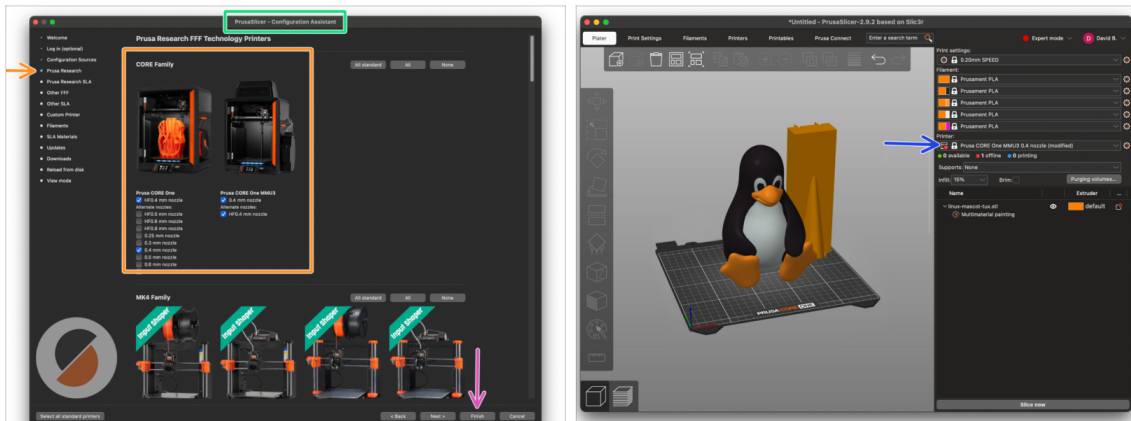 PrusaSlicer - Configuration Assistant
Welcome
Log in (optional)
Configuration Sources
Prusa Research
Prusa Research SLA
Other FFF
Other SLA
Custom Printer
Filaments
SLA Materials
Updates
Downloads
Reload from disk
View mode
Prusa Research FFF Technology Printers
CORE Family
All standard
All
None
Prusa CORE One
HF0.4 mm nozzle
Alternate nozzles:
HF0.5 mm nozzle
HF0.6 mm nozzle
HF0.8 mm nozzle
0.25 mm nozzle
0.3 mm nozzle
0.4 mm nozzle
0.5 mm nozzle
0.6 mm nozzle
Prusa CORE One MMU3
0.4 mm nozzle
Alternate nozzles:
HF0.4 mm nozzle
MK4 Family
All standard
All
None
Input Shaper
Input Shaper
Input Shaper
Input Shaper
Select all standard printers
< Back
Next >
Finish
Cancel
*Untitled - PrusaSlicer-2.9.2 based on Slic3r
Plater
Print Settings
Filaments
Printers
Printables
Prusa Connect
Enter a search term
Expert mode
D
David B.
Print settings:
0.20mm SPEED
Filament:
Prusament PLA
Prusament PLA
Prusament PLA
Prusament PLA
Prusament PLA
Printer:
Prusa CORE One MMU3 0.4 nozzle (modified)
0 available
1 offline
0 printing
Supports: None
Infill: 15%
Brim:
Purging volumes...
Name
Extruder
linux-mascot-tux.stl
default
Multimaterial painting
PRUSA CORE ONE
Slice now